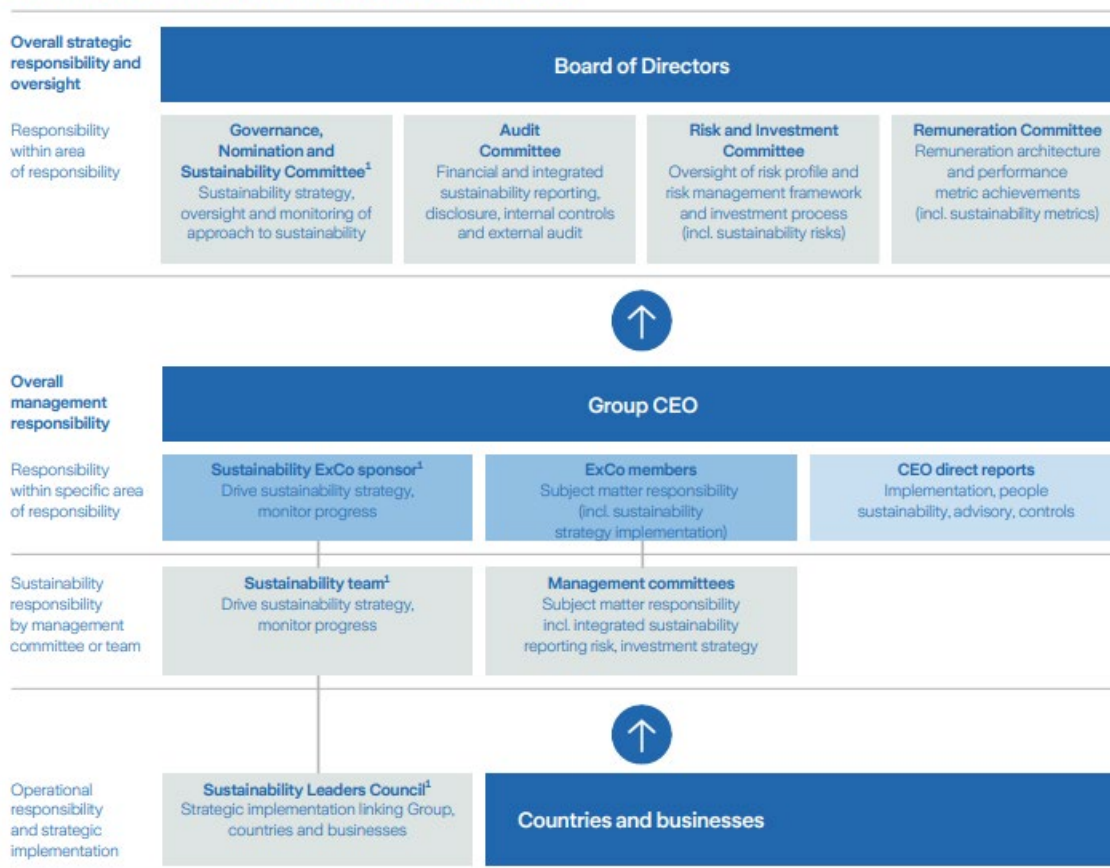 Overall strategic
responsibility and
oversight
Board of Directors
Responsibility
within area
of responsibility
Governance,
Nomination and
Sustainability Committee¹
Sustainability strategy,
oversight and monitoring of
approach to sustainability
Audit
Committee
Financial and integrated
sustainability reporting,
disclosure, internal controls
and external audit
Risk and Investment
Committee
Oversight of risk profile and
risk management framework
and investment process
(incl. sustainability risks)
Remuneration Committee
Remuneration architecture
and performance
metric achievements
(incl. sustainability metrics)
Overall
management
responsibility
Group CEO
Responsibility
within specific area
of responsibility
Sustainability ExCo sponsor¹
Drive sustainability strategy,
monitor progress
ExCo members
Subject matter responsibility
(incl. sustainability
strategy implementation)
CEO direct reports
Implementation, people
sustainability, advisory, controls
Sustainability
responsibility
by management
committee or team
Sustainability team¹
Drive sustainability strategy,
monitor progress
Management committees
Subject matter responsibility
incl. integrated sustainability
reporting risk, investment strategy
Operational
responsibility
and strategic
implementation
Sustainability Leaders Council¹
Strategic implementation linking Group,
countries and businesses
Countries and businesses